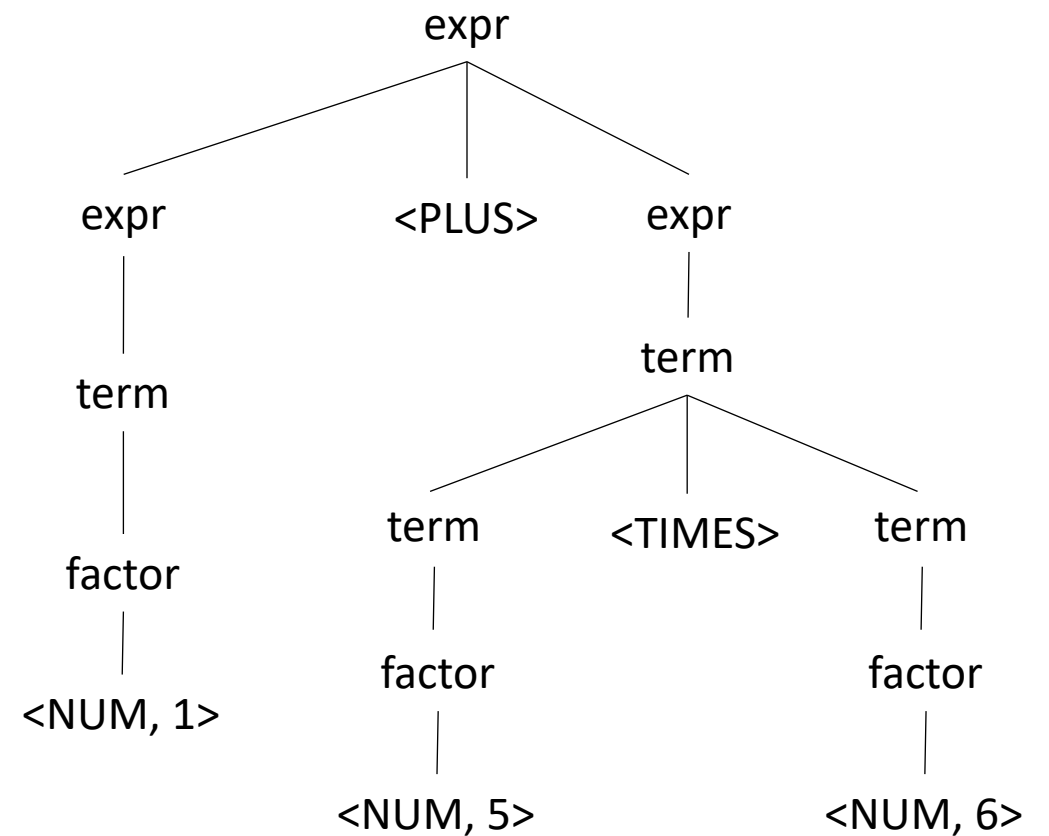 expr
expr <PLUS> expr
term
term
term <TIMES> term
factor
factor factor
<NUM, 1>
<NUM, 5> <NUM, 6>